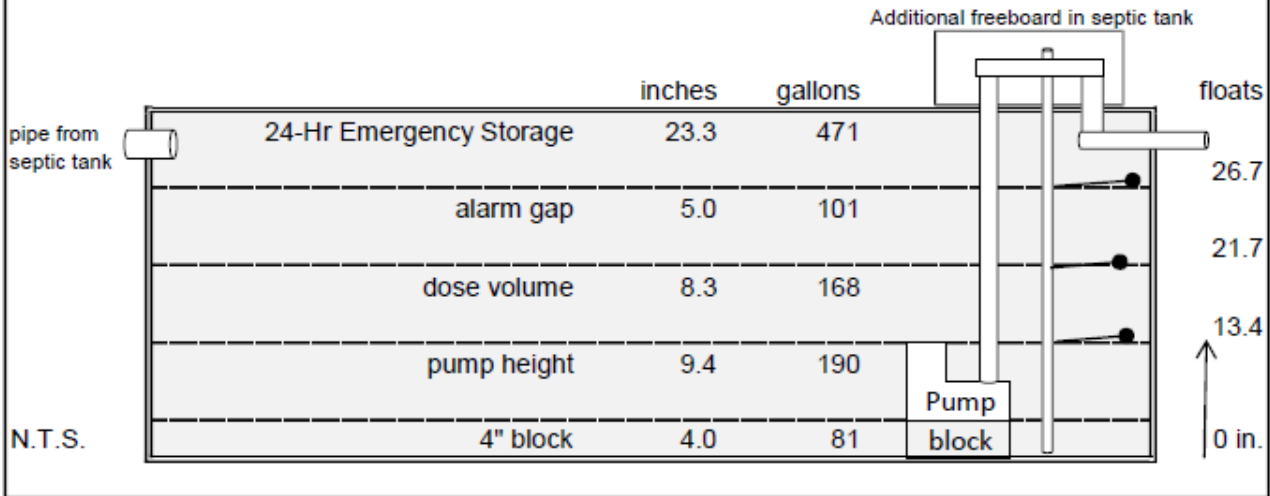 Additional freeboard in septic tank
inches gallons floats
pipe from
septic tank
24-Hr Emergency Storage 23.3 471
26.7
alarm gap 5.0 101
21.7
dose volume 8.3 168
13.4
pump height 9.4 190
Pump
N.T.S. 4" block 4.0 81 block 0 in.